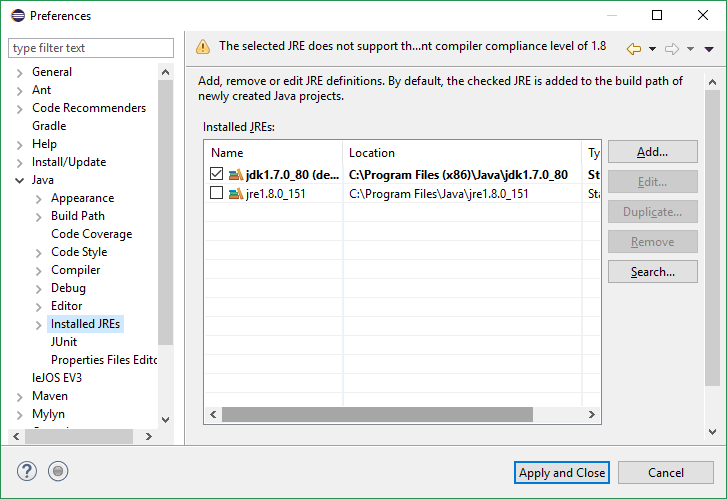 Preferences
type filter text
General
Ant
Code Recommenders
Gradle
Help
Install/Update
Java
Appearance
Build Path
Code Coverage
Code Style
Compiler
Debug
Editor
Installed JREs
JUnit
Properties Files Edito
leJOS EV3
Maven
Mylyn
The selected JRE does not support th...nt compiler compliance level of 1.8
Add, remove or edit JRE definitions. By default, the checked JRE is added to the build path of
newly created Java projects.
Installed JREs:
Name Location Ty
jdk1.7.0_80 (de... C:\Program Files (x86)\Java\jdk1.7.0_80 St
jre1.8.0_151 C:\Program Files\Java\jre1.8.0_151 Sta
Add...
Edit...
Duplicate...
Remove
Search...
?
Apply and Close
Cancel